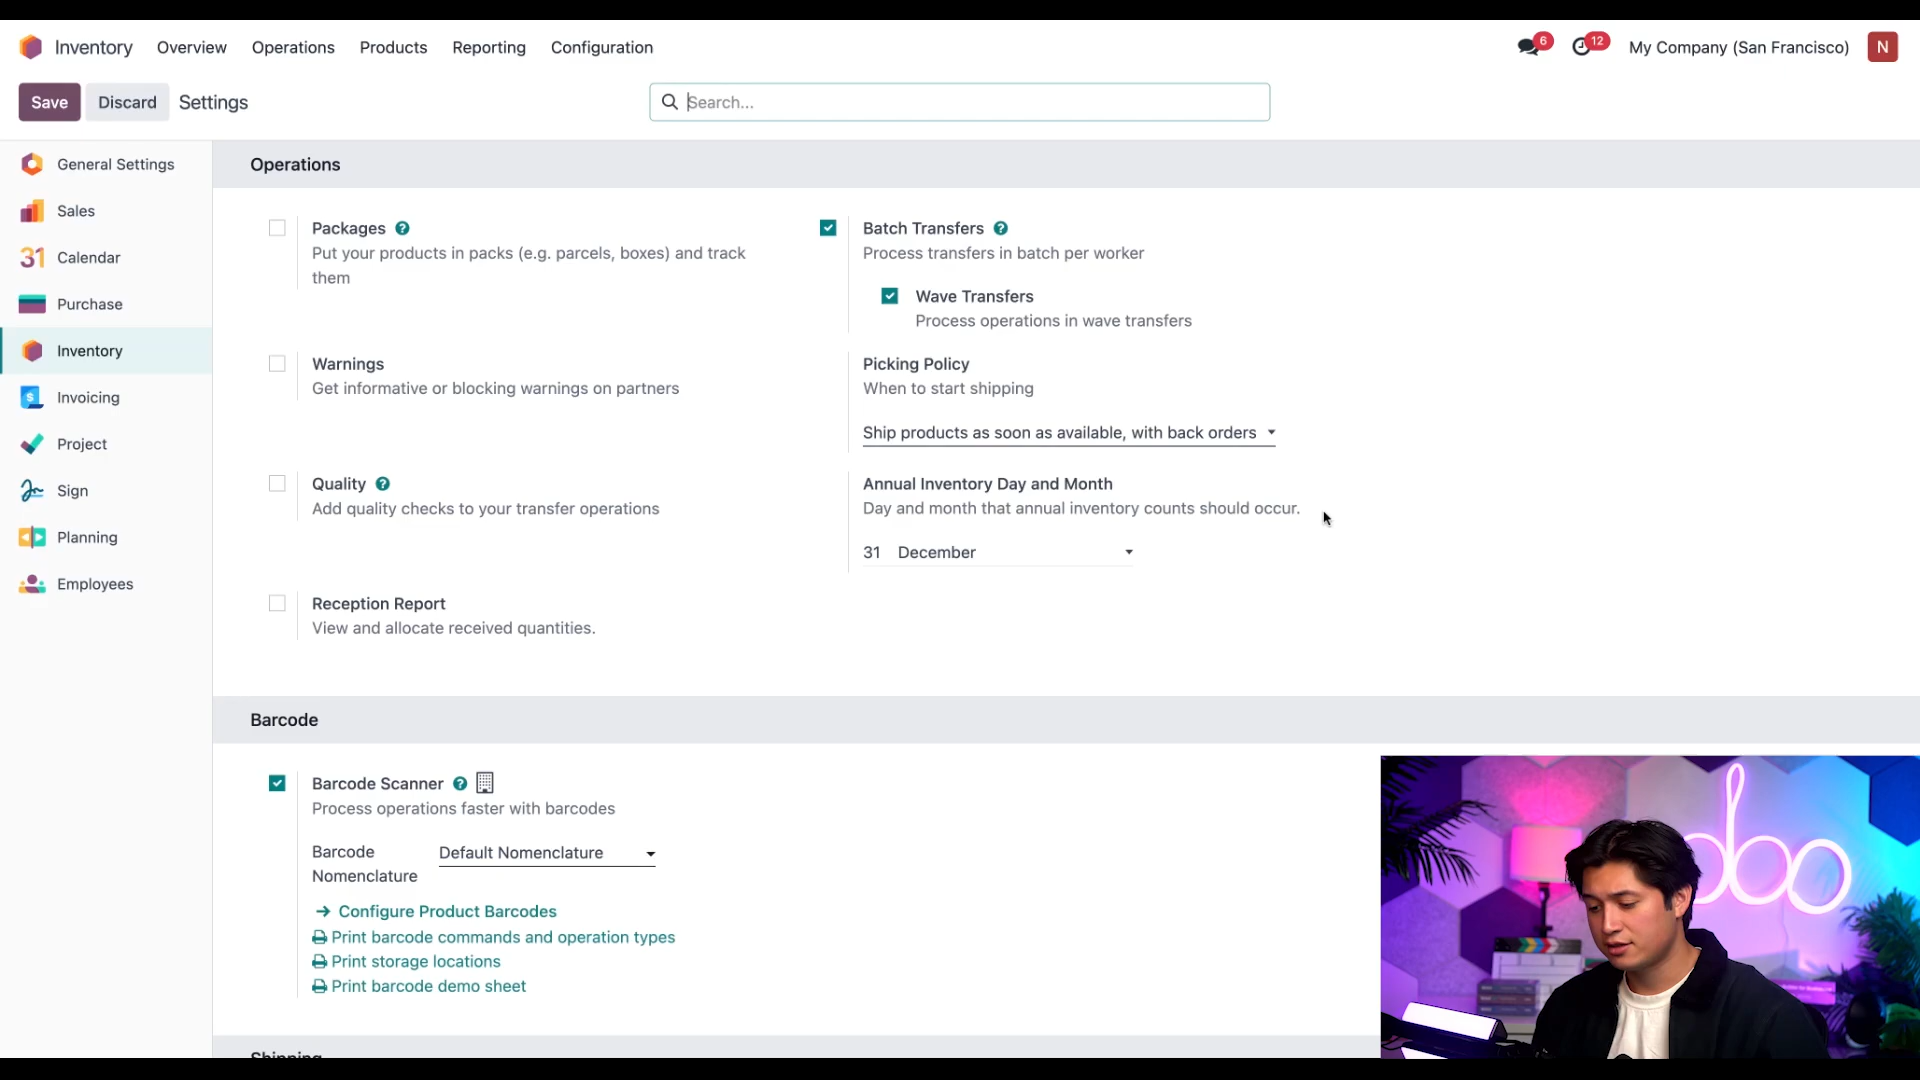 Inventory
Overview
Operations
Products
Reporting
Configuration
6
12
My Company (San Francisco)
N
Save
Discard
Settings
Search...
General Settings
Sales
31
Calendar
Purchase
Inventory
$
Invoicing
Project
Sign
Planning
Employees
Operations
Packages ?
Put your products in packs (e.g. parcels, boxes) and track
them
Batch Transfers ?
Process transfers in batch per worker
Wave Transfers
Process operations in wave transfers
Warnings
Get informative or blocking warnings on partners
Picking Policy
When to start shipping
Ship products as soon as available, with back orders
Quality ?
Add quality checks to your transfer operations
Annual Inventory Day and Month
Day and month that annual inventory counts should occur.
31 December
Reception Report
View and allocate received quantities.
Barcode
Barcode Scanner ?
Process operations faster with barcodes
Barcode
Nomenclature
Default Nomenclature
Configure Product Barcodes
Print barcode commands and operation types
Print storage locations
Print barcode demo sheet
Shipping